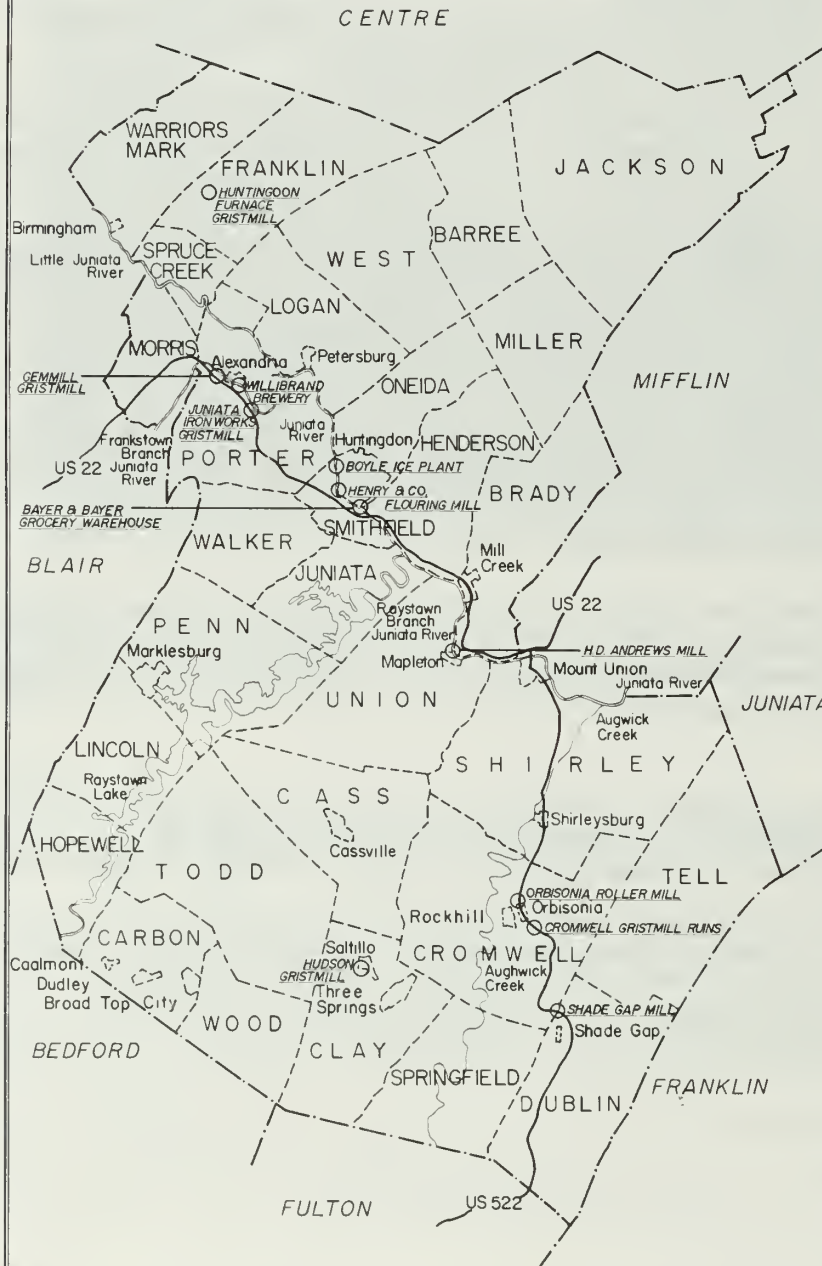 CENTRE
WARRIORS
MARK
FRANKLIN
JACKSON
HUNTINGDON
FURNACE
GRISTMILL
BARREE
Birmingham
SPRUCE
CREEK
WEST
Little Juniata
River
LOGAN
MILLER
MORRIS
Alexandria
Petersburg
MIFFLIN
GEMMILL
GRISTMILL
WILLIBRAND
BREWERY
ONEIDA
JUNIATA
IRON WORKS
GRISTMILL
Juniata
River
Huntingdon
HENDERSON
Frankstown
Branch
Juniata
River
US 22
PORTER
BOYLE ICE PLANT
BRADY
HENRY & CO.
FLOURING MILL
BAYER & BAYER
GROCERY WAREHOUSE
SMITHFIELD
WALKER
Mill
Creek
BLAIR
JUNIATA
US 22
Raystawn
Branch
Juniata River
PENN
H.D. ANDREWS MILL
Marklesburg
Mapleton
Mount Union
Juniata River
UNION
JUNIATA
Augwick
Creek
LINCOLN
SHIRLEY
Raystawn
Lake
CASS
Shirleysburg
HOPEWELL
Cassville
TODD
TELL
ORBISONIA ROLLER MILL
Rockhill
Orbisonia
CROMWELL GRISTMILL RUINS
CARBON
Saltillo
CROMWELL
HUDSON
GRISTMILL
Caalmont
Dudley
Broad Top City
Aughwick
Creek
Three
Springs
WOOD
SHADE GAP MILL
Shade Gap
BEDFORD
CLAY
SPRINGFIELD
FRANKLIN
DUBLIN
FULTON
US 522